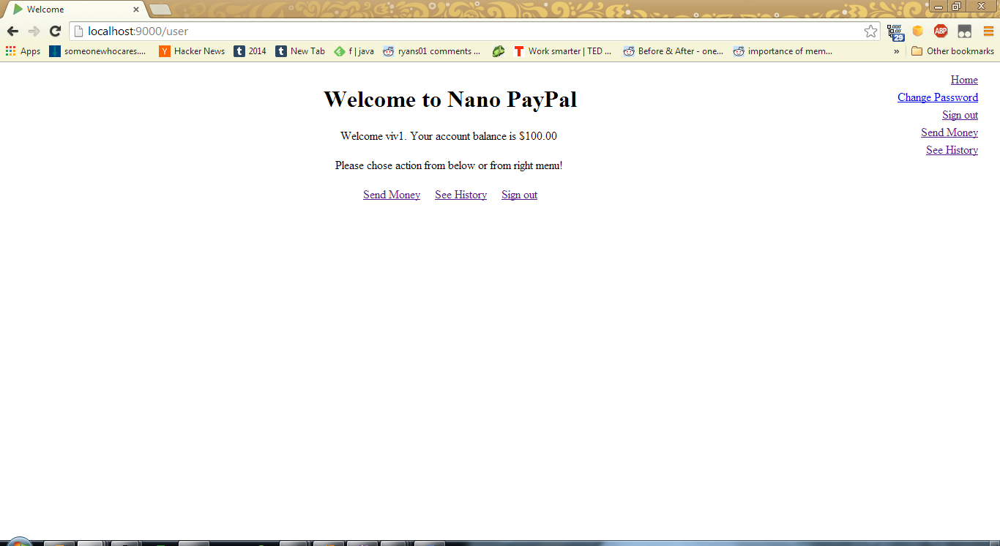 Welcome
localhost:9000/user
29
ABP
Apps
someonewhocares....
Y Hacker News
t 2014
t New Tab
f | java
ryans01 comments ...
T Work smarter | TED ...
Before & After - one...
importance of mem...
»
Other bookmarks
Home
Change Password
Sign out
Send Money
See History
Welcome to Nano PayPal
Welcome viv1. Your account balance is $100.00
Please chose action from below or from right menu!
Send Money See History Sign out